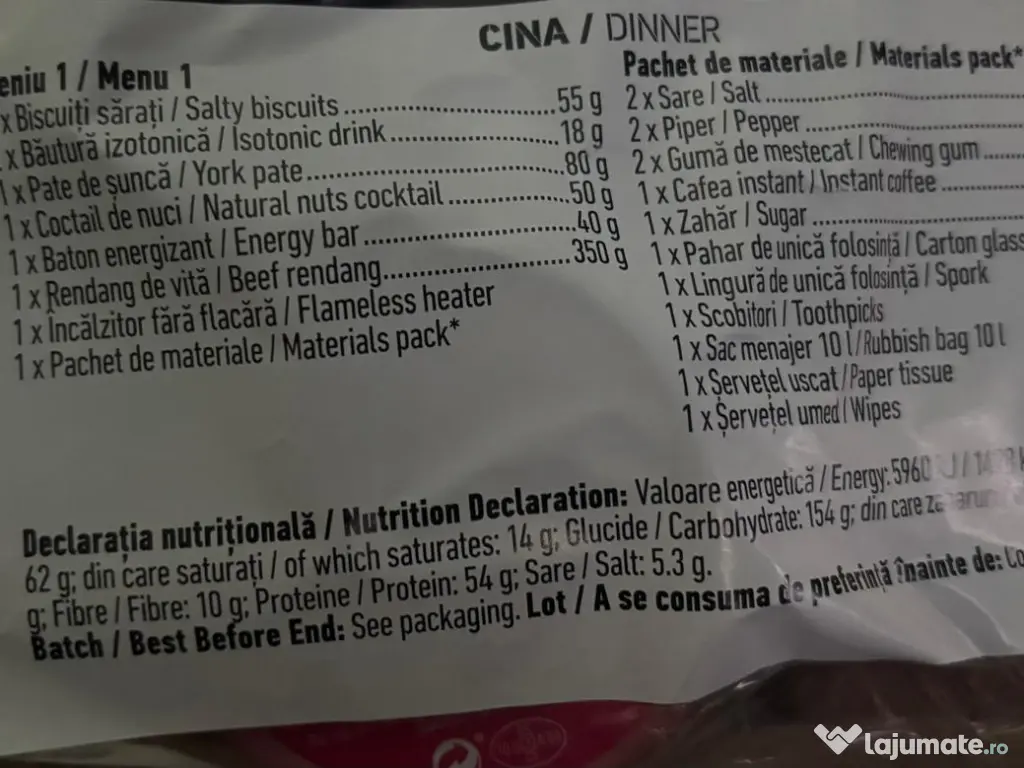 CINA / DINNER
eniu 1 / Menu 1
x Biscuiți sărați / Salty biscuits .................... 55 g
x Băutură izotonică / Isotonic drink .................... 18 g
1 x Pate de șuncă / York pate .................... 80 g
1 x Coctail de nuci / Natural nuts cocktail .................... 50 g
1 x Baton energizant / Energy bar .................... 40 g
1 x Rendang de vită / Beef rendang .................... 350 g
1 x Încălzitor fără flacără / Flameless heater
1 x Pachet de materiale / Materials pack*
Pachet de materiale / Materials pack*
2 x Sare / Salt ....................
2 x Piper / Pepper ....................
2 x Gumă de mestecat / Chewing gum ..........
1 x Cafea instant / Instant coffee ..........
1 x Zahăr / Sugar ....................
1 x Pahar de unică folosință / Carton glass
1 x Lingură de unică folosință / Spork
1 x Scobitori / Toothpicks
1 x Sac menajer 10 l / Rubbish bag 10 l
1 x Șervețel uscat / Paper tissue
1 x Șervețel umed / Wipes
Declarația nutrițională / Nutrition Declaration: Valoare energetică / Energy: 5960
62 g; din care saturați / of which saturates: 14 g; Glucide / Carbohydrate: 154 g; din care
g; Fibre / Fibre: 10 g; Proteine / Protein: 54 g; Sare / Salt: 5.3 g.
Batch / Best Before End: See packaging. Lot / A se consuma de preferință înainte de:
lajumate.ro